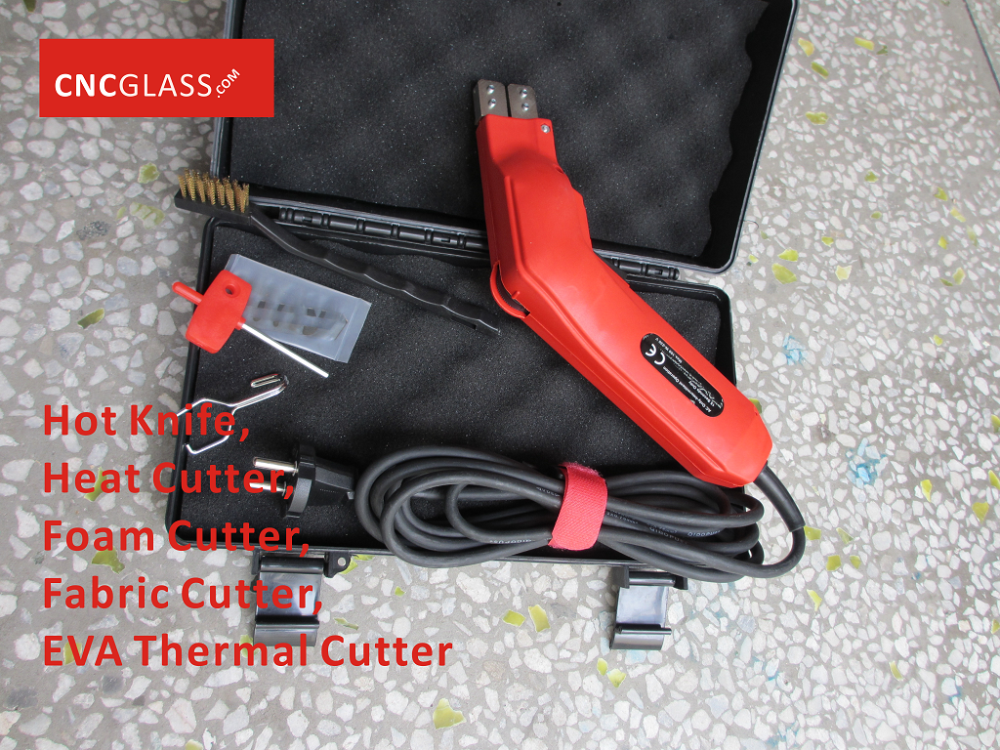 CNCGLASS.COM
Hot Knife,
Heat Cutter,
Foam Cutter,
Fabric Cutter,
EVA Thermal Cutter
CE